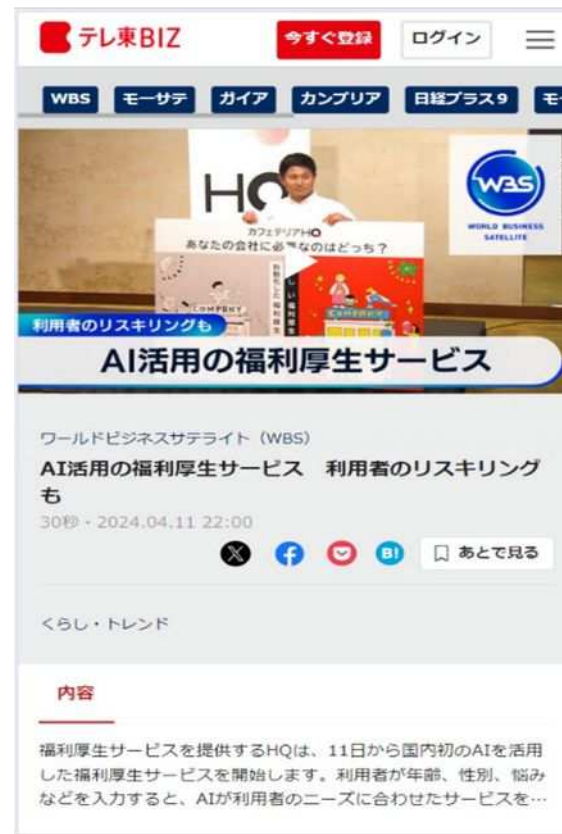 テレ東BIZ
今すぐ登録
ログイン
WBS
モーサテ
ガイア
カンブリア
日経プラス9
モー
HQ
WBS
WORLD BUSINESS
SATELLITE
カフェテリアHQ
あなたの会社に必要なのはどっち？
COMPANY
COMPANY
利用者のリスキリングも
AI活用の福利厚生サービス
ワールドビジネスサテライト（WBS）
AI活用の福利厚生サービス　利用者のリスキリング
も
30秒・2024.04.11 22:00
B!
あとで見る
くらし・トレンド
内容
福利厚生サービスを提供するHQは、11日から国内初のAIを活用
した福利厚生サービスを開始します。利用者が年齢、性別、悩み
などを入力すると、AIが利用者のニーズに合わせたサービスを…